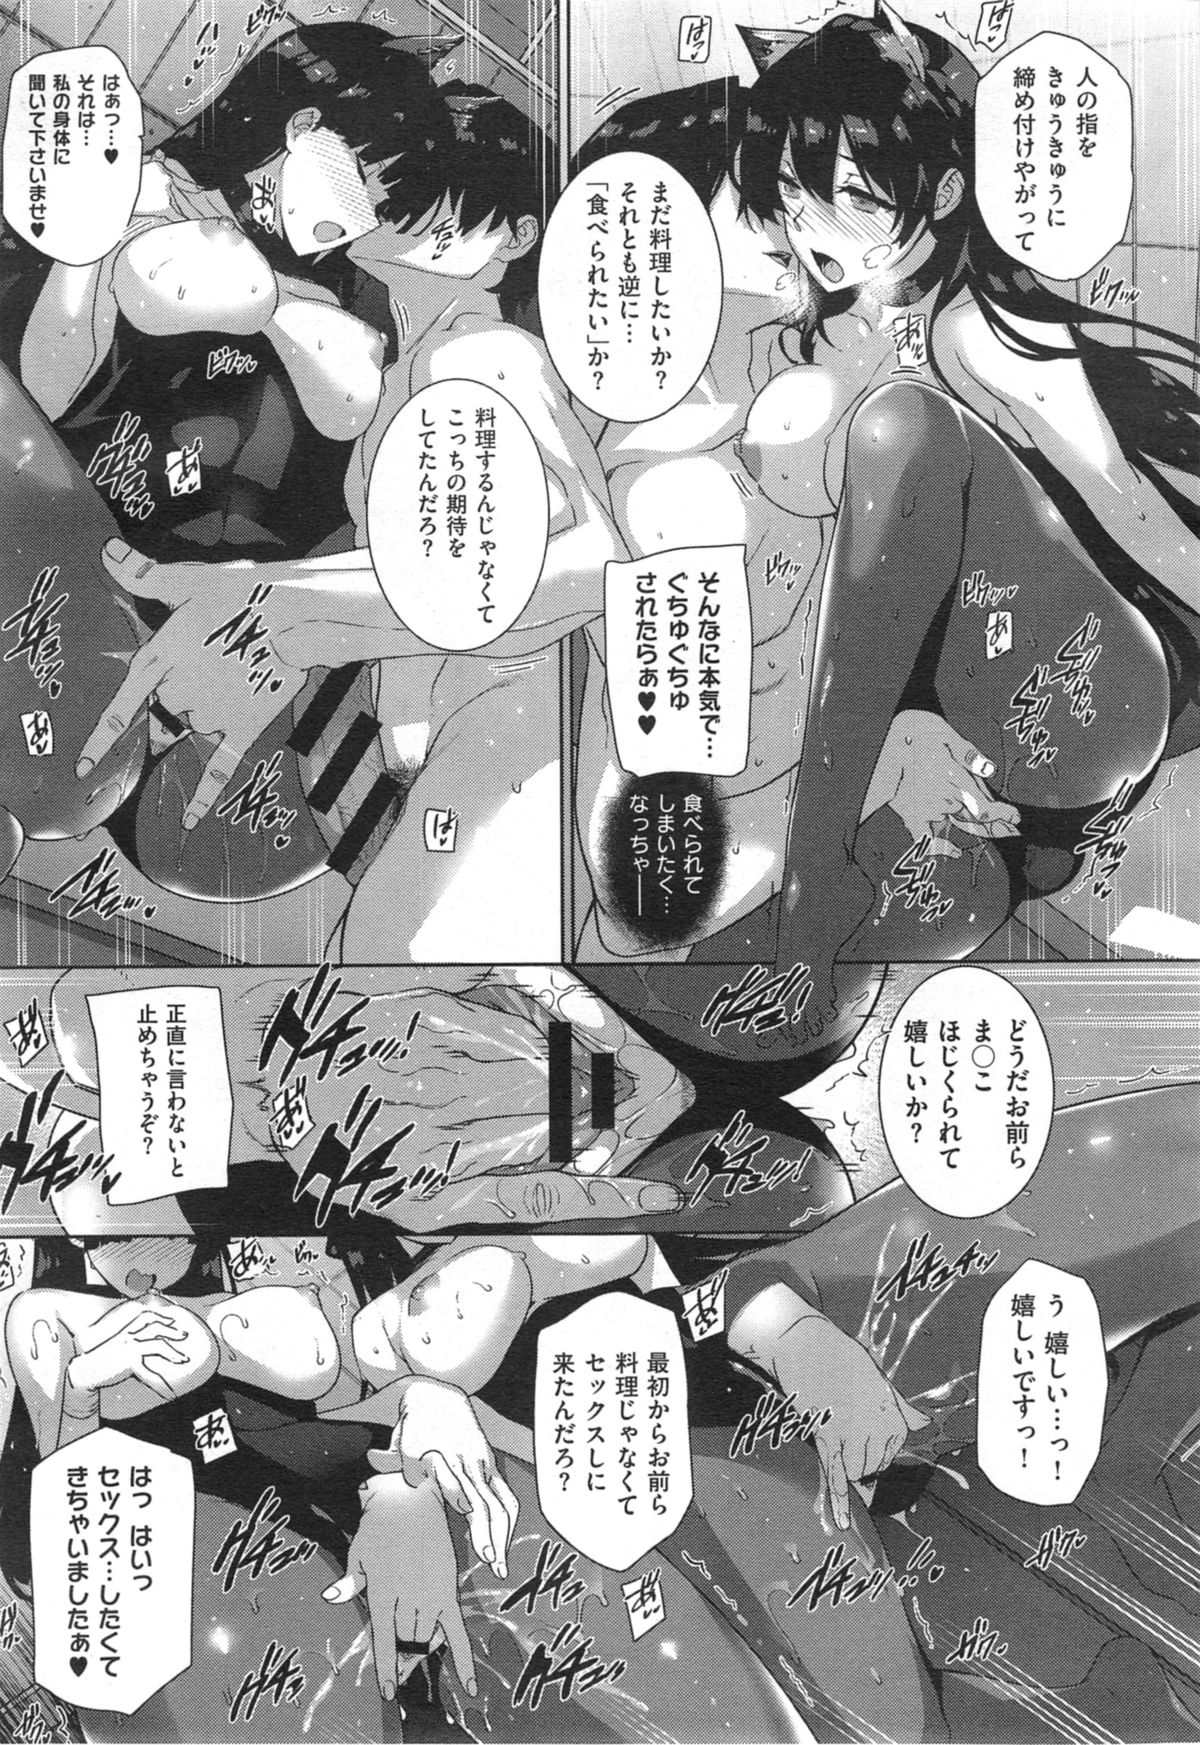 人の指を
きゅうきゅうに
締め付けやがって
まだ料理したいか?
それとも逆に…
「食べられたい」か?
そんなに本気で…
ぐちゅぐちゅ
されたらぁ♥♥
食べられて
しまいたく…
なっちゃ――
はぁっ…♥
それは…
私の身体に
聞いて下さいませ♥
料理するんじゃなくて
こっちの期待を
してたんだろ?
どうだお前ら
ま〇こ
ほじくられて
嬉しいか?
正直に言わないと
止めちゃうぞ?
う 嬉しい…っ!
嬉しいですっ!
最初からお前ら
料理じゃなくて
セックスしに
来たんだろ?
はっ はいっ
セックス…したくて
きちゃいましたぁ♥